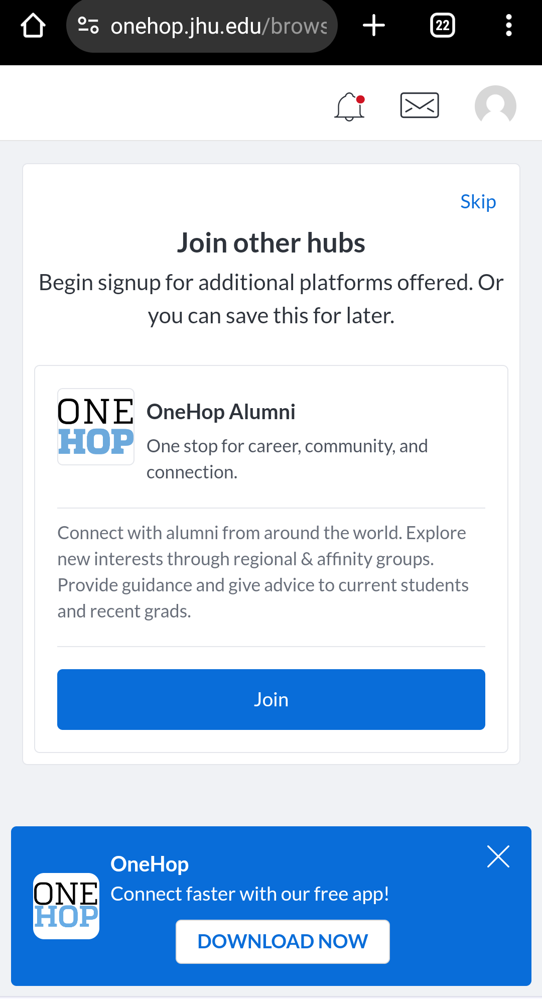 onehop.jhu.edu/brows
22
Skip
Join other hubs
Begin signup for additional platforms offered. Or
you can save this for later.
ONE
HOP
OneHop Alumni
One stop for career, community, and
connection.
Connect with alumni from around the world. Explore
new interests through regional & affinity groups.
Provide guidance and give advice to current students
and recent grads.
Join
OneHop
ONE
HOP
Connect faster with our free app!
DOWNLOAD NOW